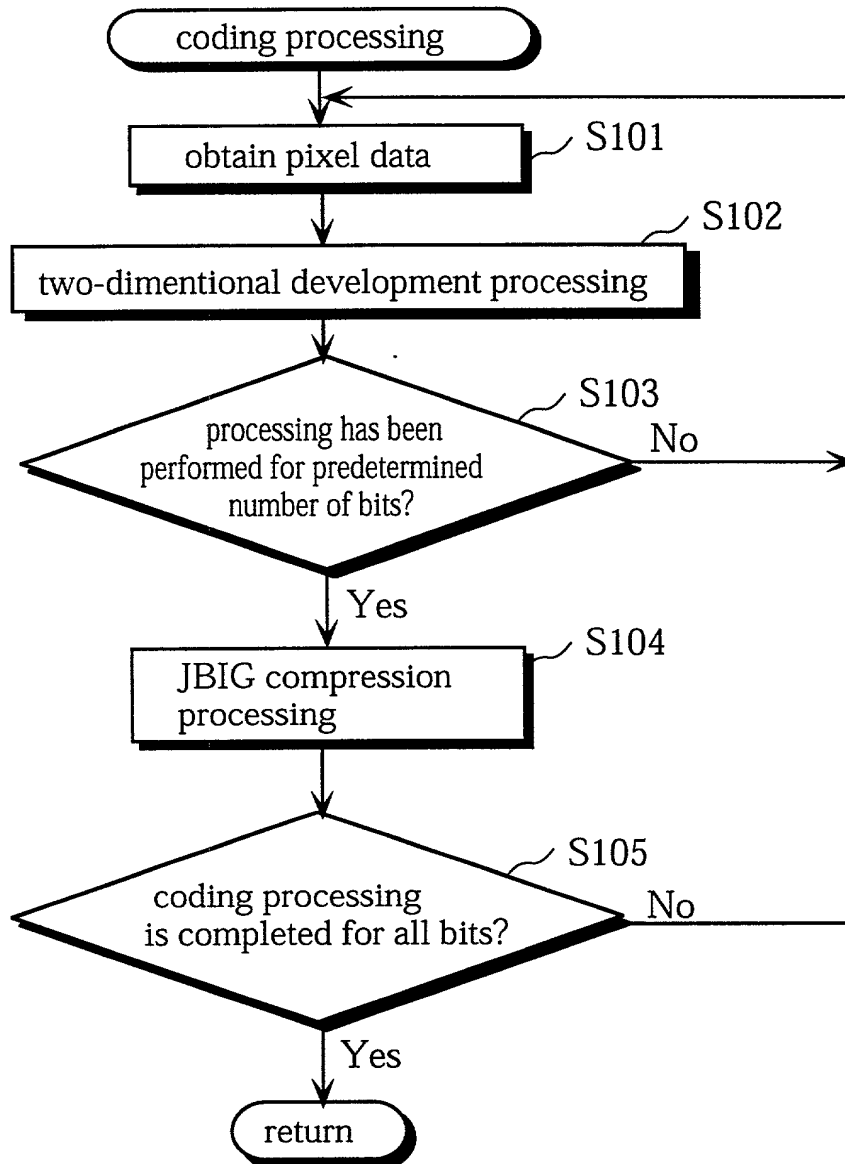 coding processing
obtain pixel data
S101
S102
two-dimentional development processing
S103
processing has been
performed for predetermined
number of bits?
No
Yes
S104
JBIG compression
processing
S105
coding processing
is completed for all bits?
No
Yes
return